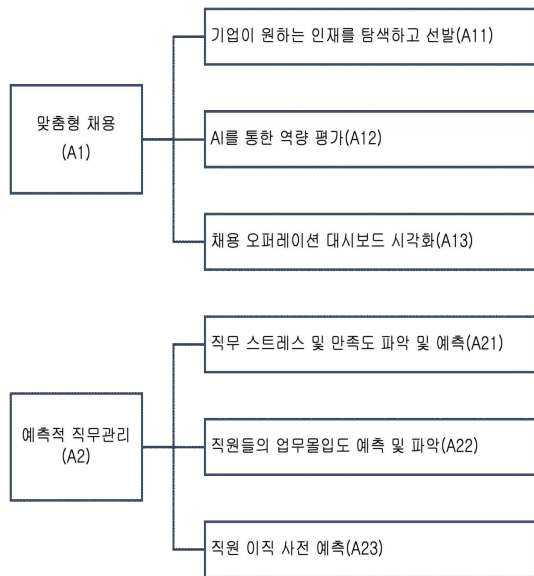 기업이 원하는 인재를 탐색하고 선발(A11)
맞춤형 채용
(A1)
AI를 통한 역량 평가(A12)
채용 오퍼레이션 대시보드 시각화(A13)
직무 스트레스 및 만족도 파악 및 예측(A21)
예측적 직무관리
(A2)
직원들의 업무몰입도 예측 및 파악(A22)
직원 이직 사전 예측(A23)